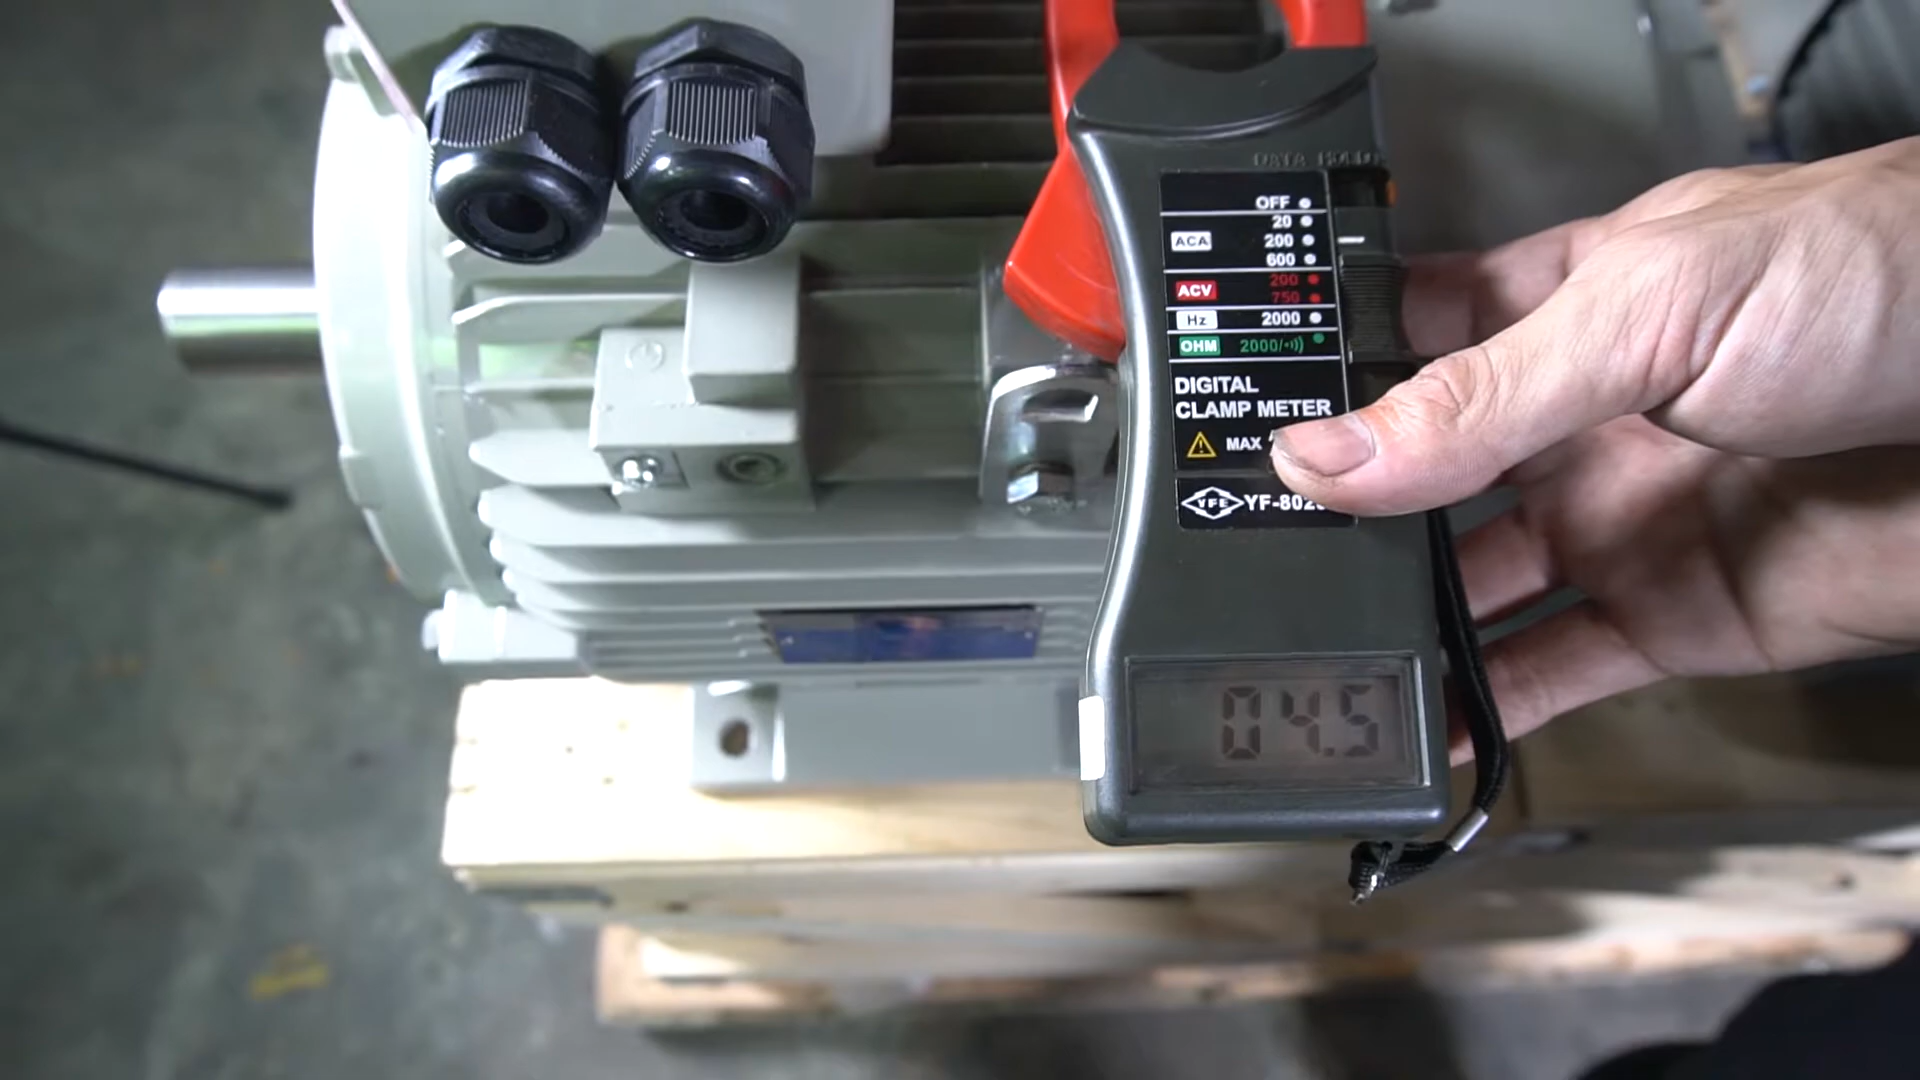 DATA HOLD
OFF
20
ACA 200
600
200
ACV
750
Hz 2000
OHM 2000/•)))
DIGITAL
CLAMP METER
MAX
YFE
04.5